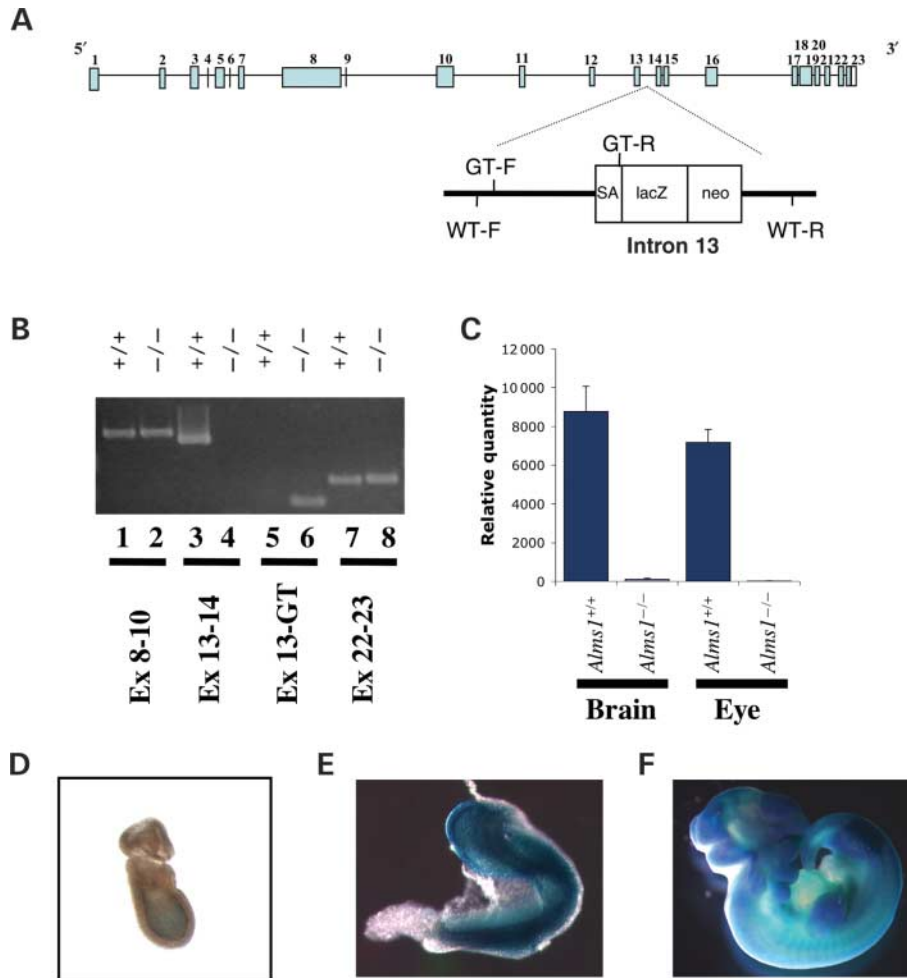 A
5′ 3′
18 20
1 2 3 4 5 6 7 8 9 10 11 12 13 14 15 16 17 19 21 22 23
GT-R
GT-F
SA lacZ neo
WT-F WT-R
Intron 13
B
+/+ −/− +/+ −/− +/+ −/− +/+ −/−
1 2 3 4 5 6 7 8
Ex 8-10
Ex 13-14
Ex 13-GT
Ex 22-23
C
12 000
10 000
8000
6000
4000
2000
0
Relative quantity
Alms1+/+
Alms1−/−
Alms1+/+
Alms1−/−
Brain Eye
D E F